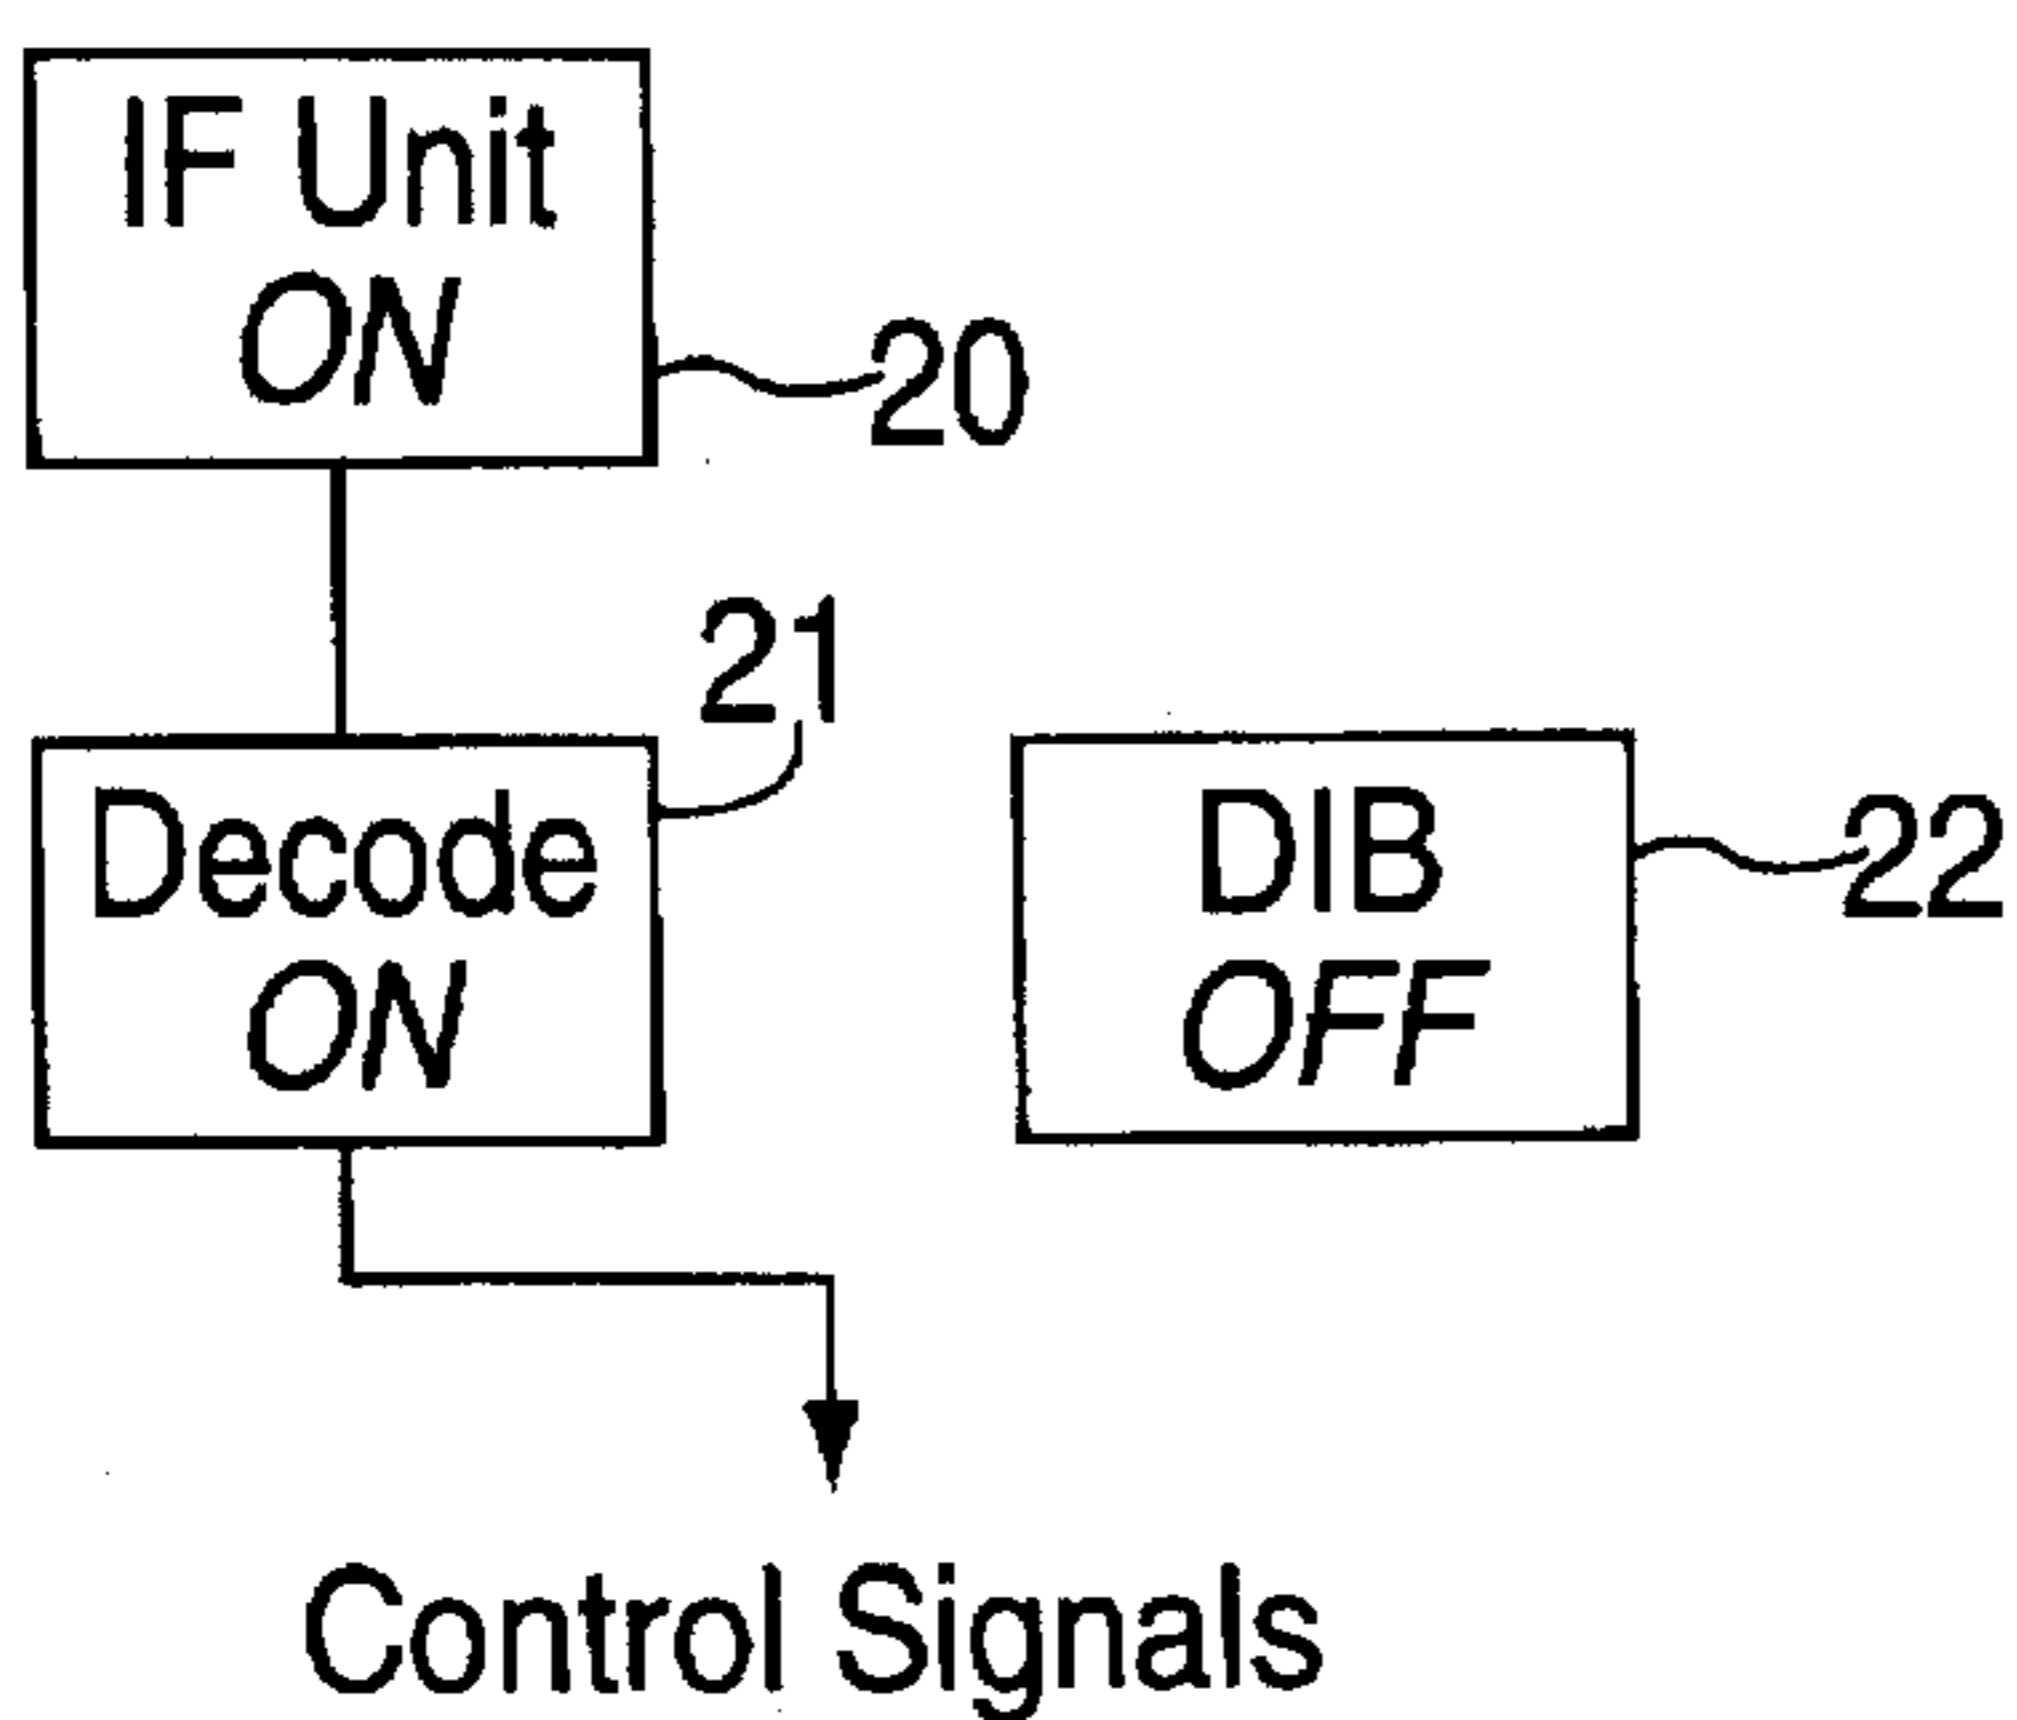 IF Unit
ON
20
21
Decode
ON
DIB
OFF
22
Control Signals